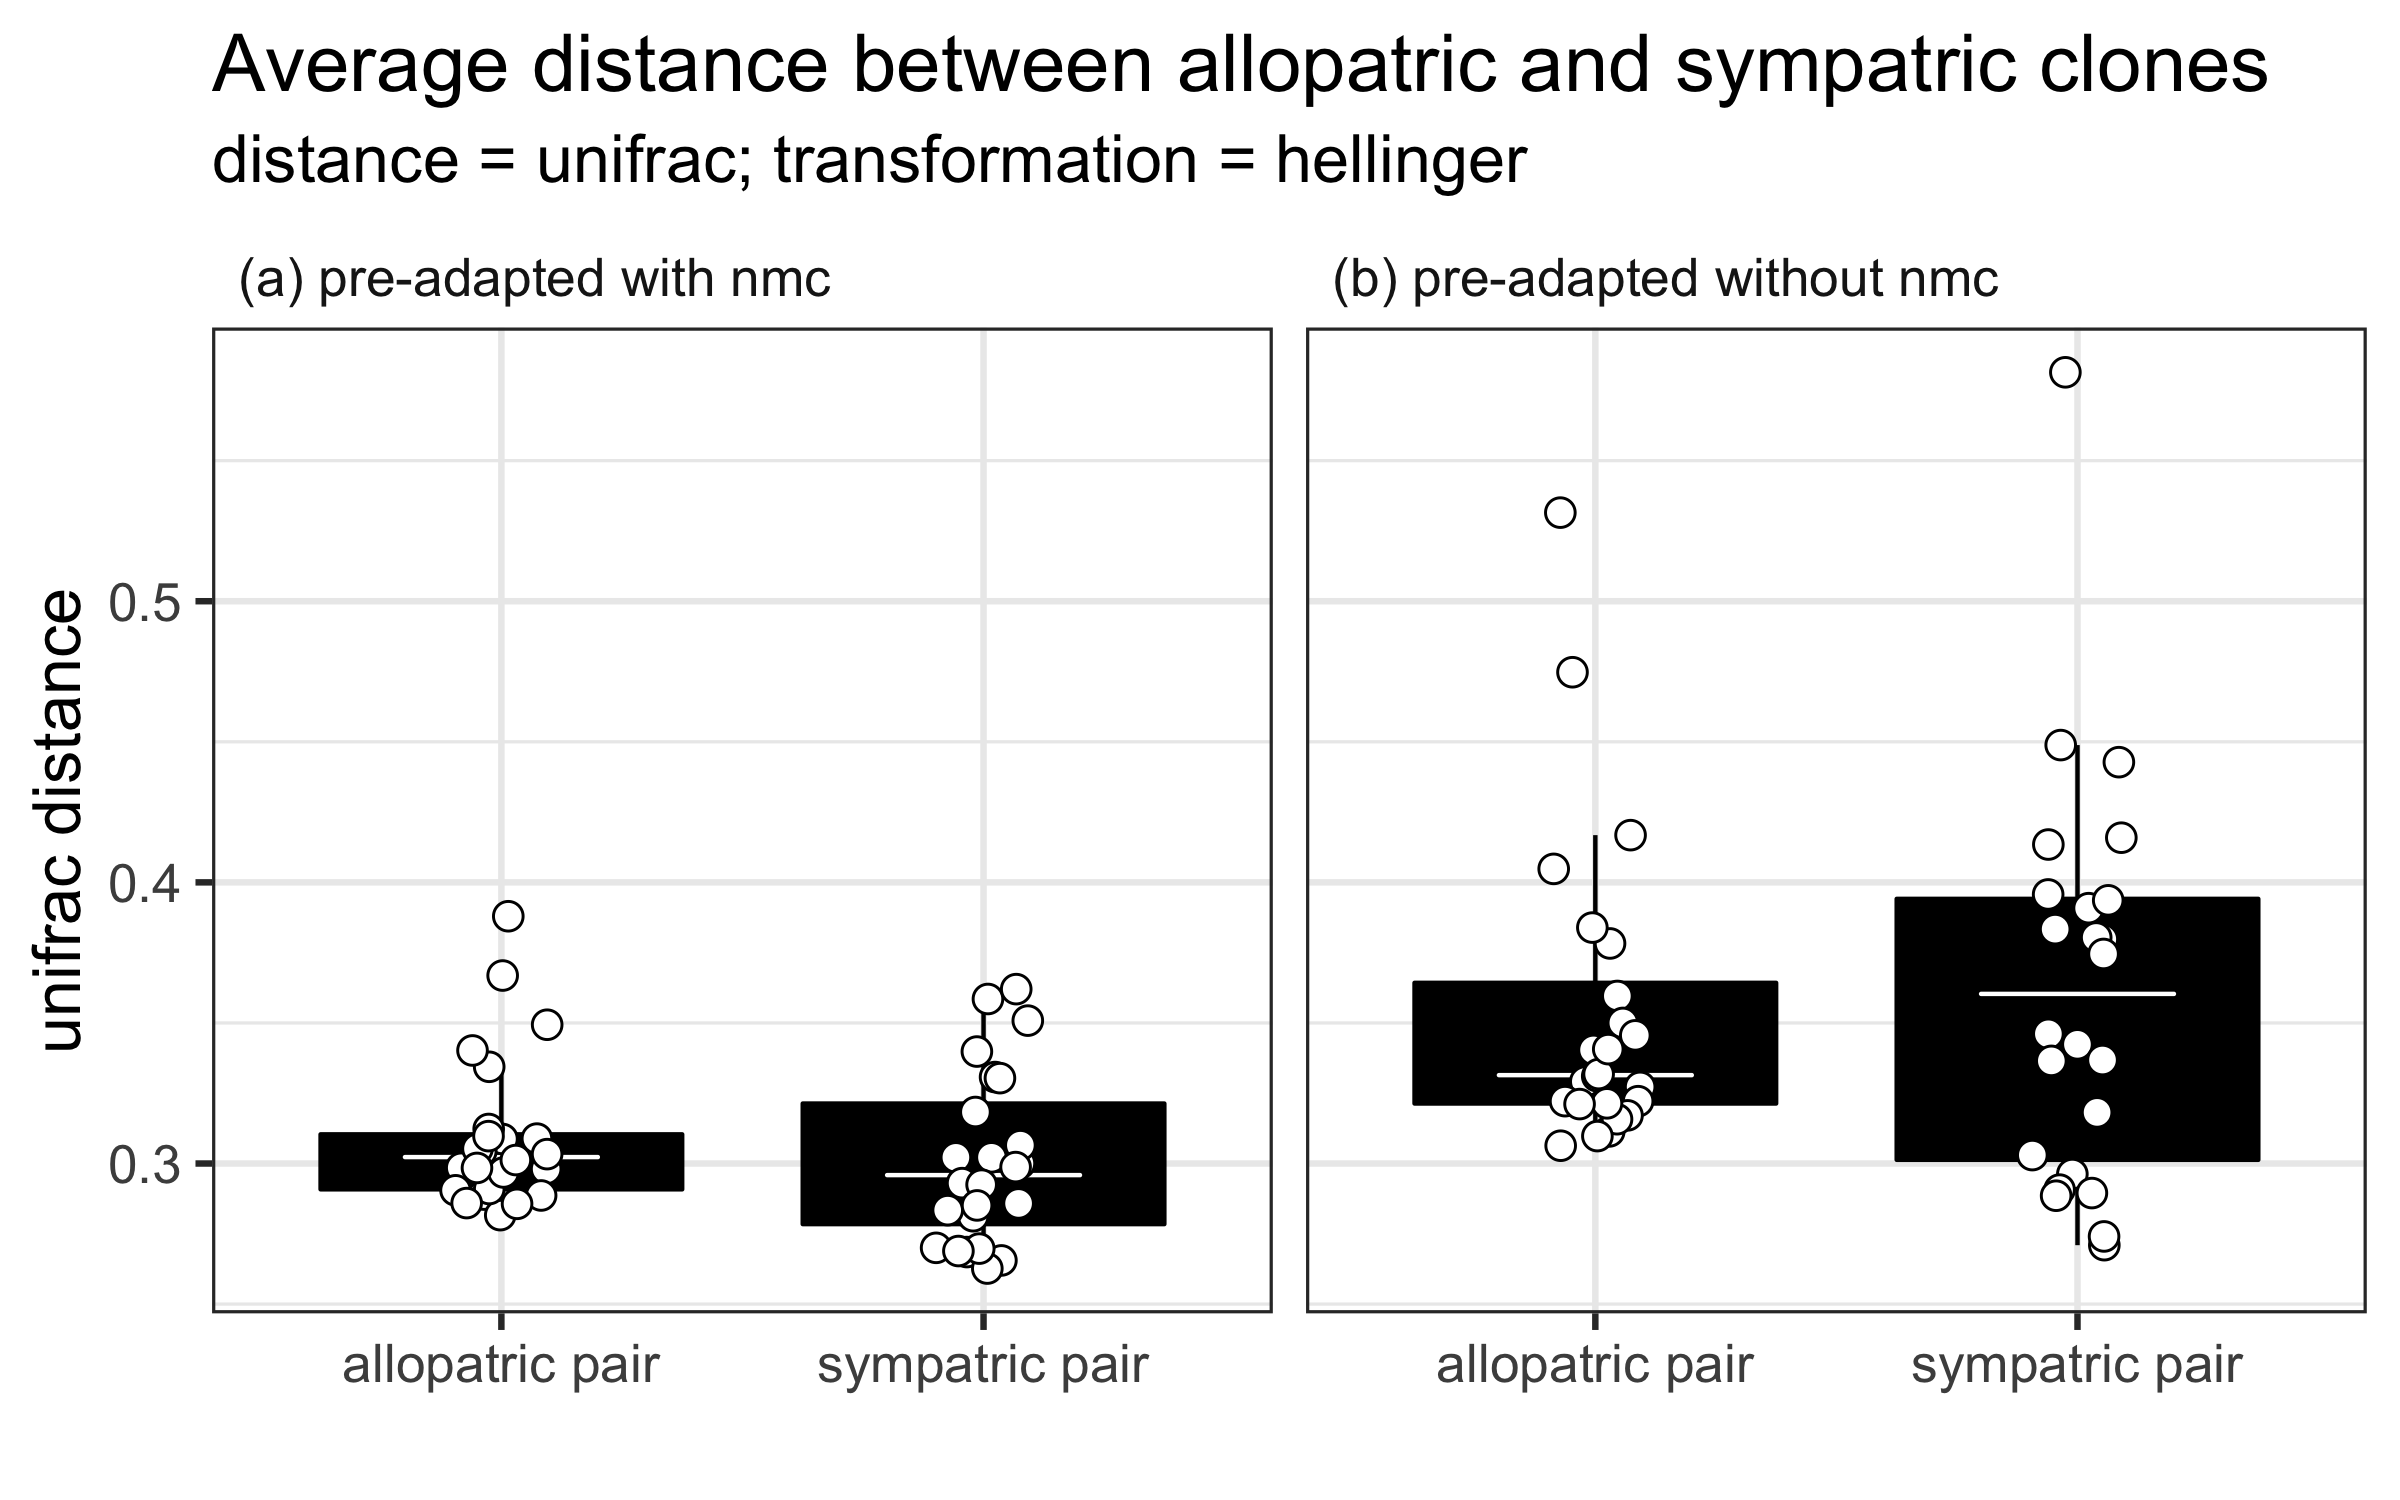 Average distance between allopatric and sympatric clones
distance = unifrac; transformation = hellinger
(a) pre-adapted with nmc
(b) pre-adapted without nmc
unifrac distance
0.5
0.4
0.3
allopatric pair
sympatric pair
allopatric pair
sympatric pair